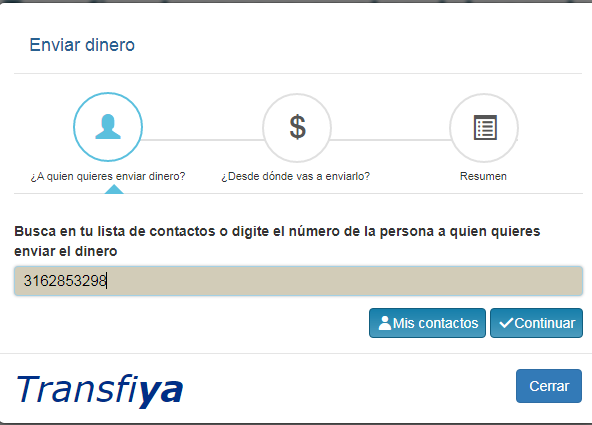 Enviar dinero
$
¿A quien quieres enviar dinero?
¿Desde dónde vas a enviarlo?
Resumen
Busca en tu lista de contactos o digite el número de la persona a quien quieres
enviar el dinero
3162853298
Mis contactos
Continuar
Transfiya
Cerrar